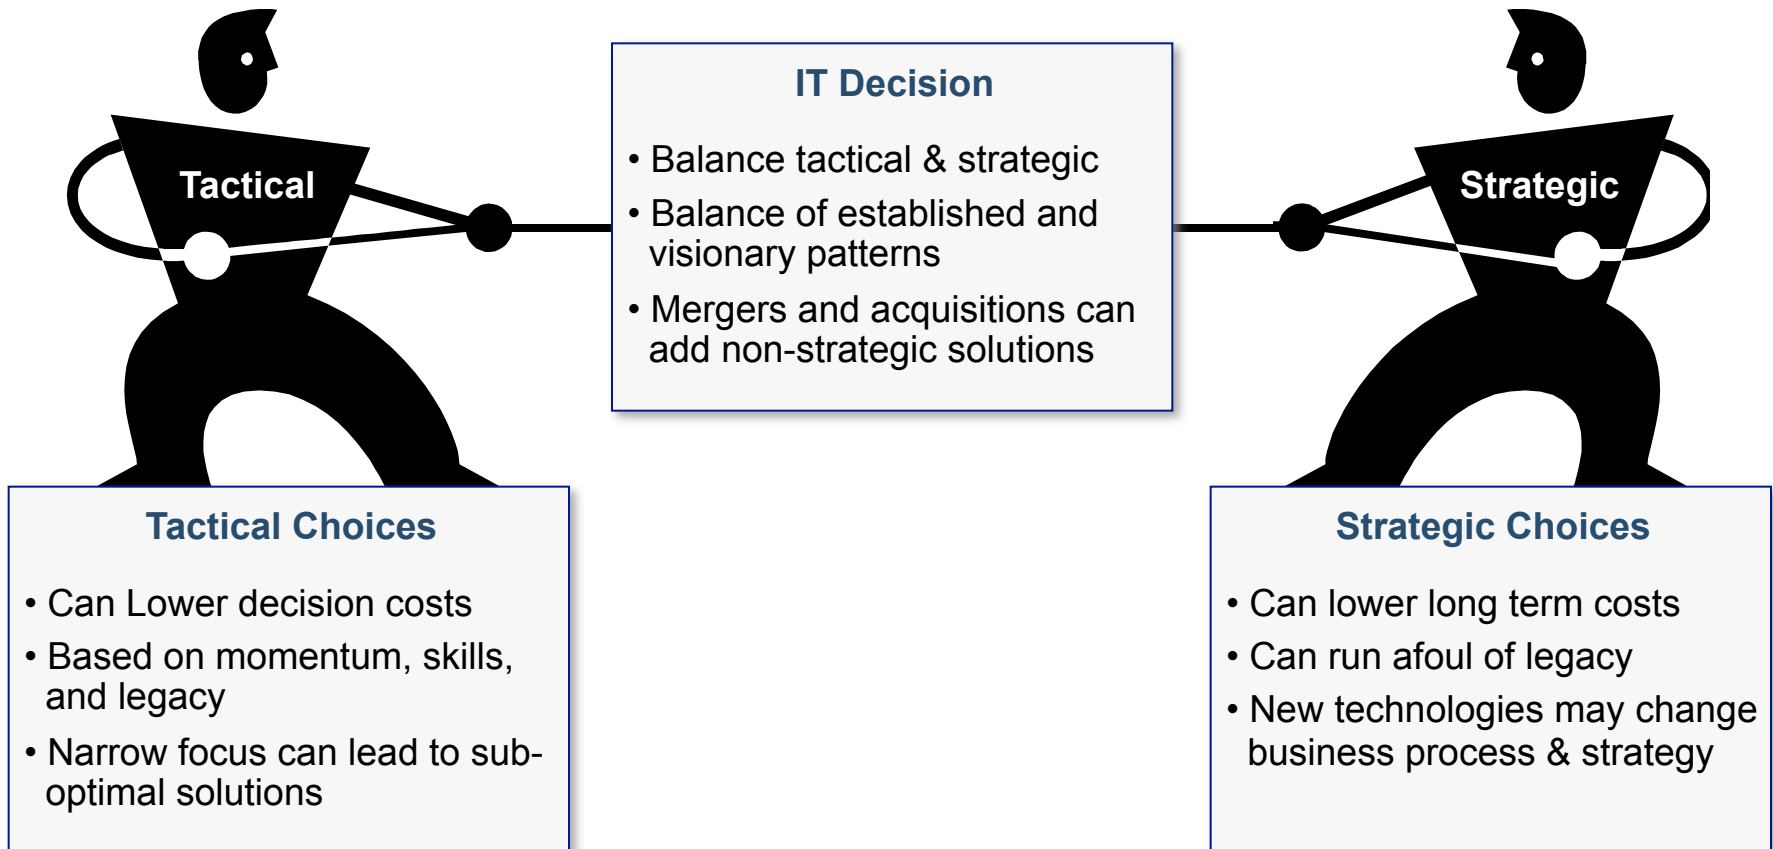 Tactical
IT Decision
• Balance tactical & strategic
• Balance of established and
visionary patterns
• Mergers and acquisitions can
add non-strategic solutions
Strategic
Tactical Choices
• Can Lower decision costs
• Based on momentum, skills,
and legacy
• Narrow focus can lead to sub-
optimal solutions
Strategic Choices
• Can lower long term costs
• Can run afoul of legacy
• New technologies may change
business process & strategy